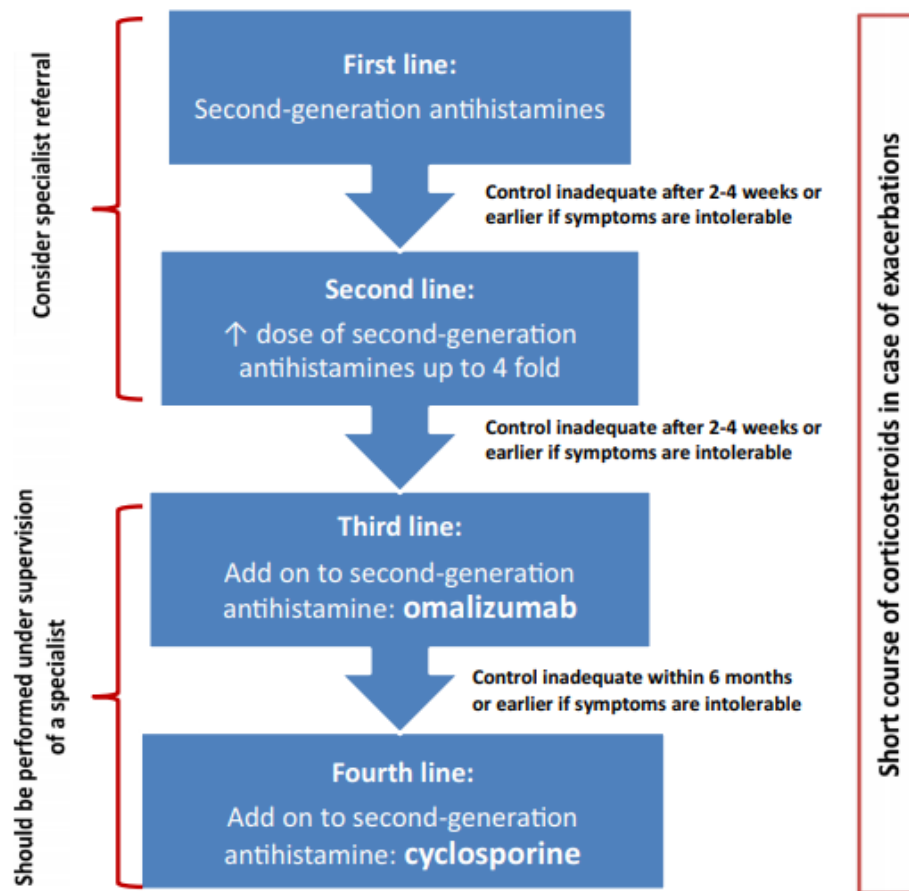 Consider specialist referral
First line:
Second-generation antihistamines
Control inadequate after 2-4 weeks or
earlier if symptoms are intolerable
Second line:
↑ dose of second-generation
antihistamines up to 4 fold
Control inadequate after 2-4 weeks or
earlier if symptoms are intolerable
Should be performed under supervision
of a specialist
Third line:
Add on to second-generation
antihistamine: omalizumab
Control inadequate within 6 months
or earlier if symptoms are intolerable
Fourth line:
Add on to second-generation
antihistamine: cyclosporine
Short course of corticosteroids in case of exacerbations